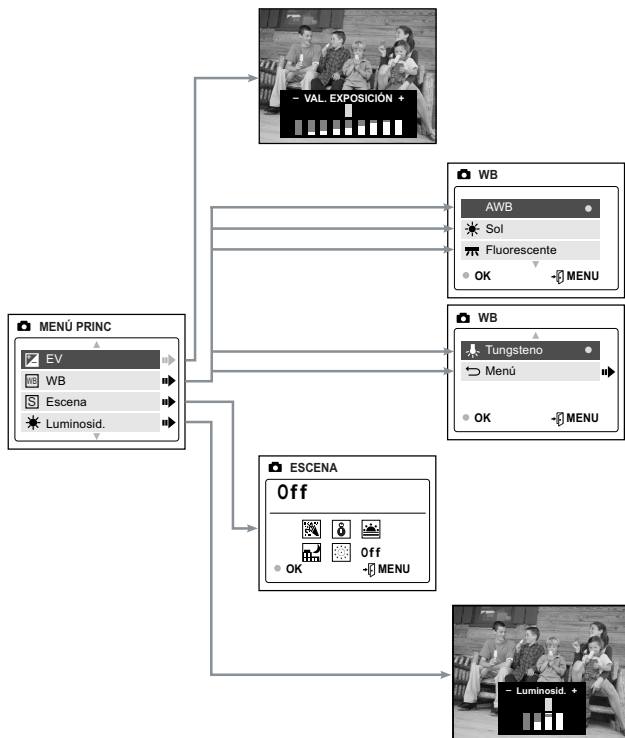 – VAL. EXPOSICIÓN +
WB
AWB
Sol
Fluorescente
OK MENU
WB
Tungsteno
Menú
OK MENU
MENÚ PRINC
EV
WB WB
S Escena
Luminosid.
ESCENA
Off
Off
OK MENU
– Luminosid. +